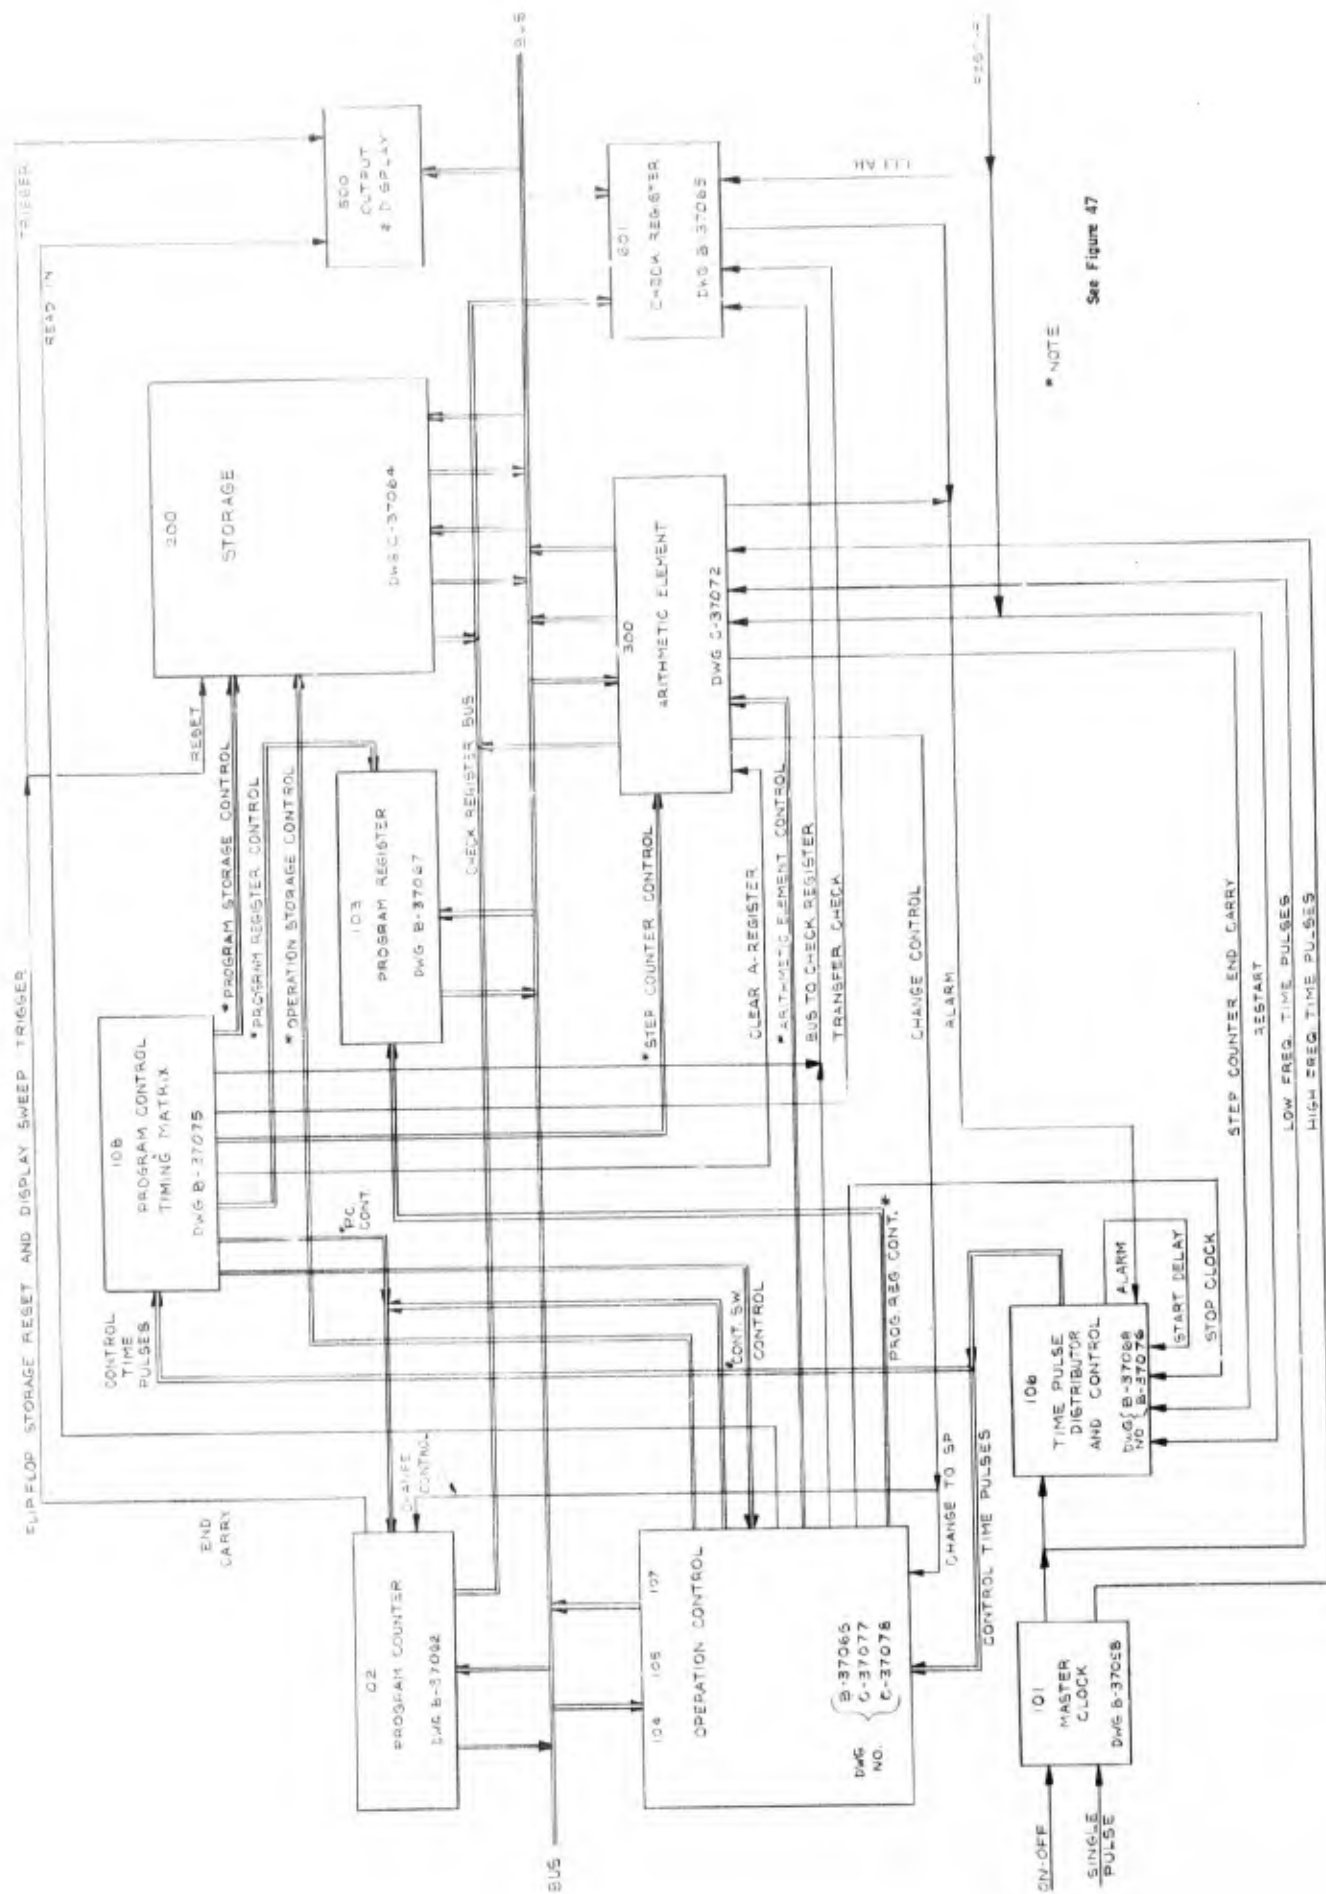 FLIP-FLOP STORAGE RESET AND DISPLAY SWEEP TRIGGER
TRIGGER
READ IN
END
CARRY
CONTROL
TIME
PULSES
108
PROGRAM CONTROL
TIMING MATRIX
DWG B-37075
RESET
*PROGRAM STORAGE CONTROL
*PROGRAM REGISTER CONTROL
*OPERATION STORAGE CONTROL
200
STORAGE
DWG C-37064
500
OUTPUT
& DISPLAY
02
PROGRAM COUNTER
DWG B-37062
CONTROL
*PC
CONT.
103
PROGRAM REGISTER
DWG B-37067
CHECK REGISTER BUS
BUS
BUS
104 105 107
OPERATION CONTROL
DWG
NO.
B-37065
C-37077
C-37078
*CONT. SW
CONTROL
PROG. REG. CONT.*
*STEP COUNTER CONTROL
CLEAR A-REGISTER
*ARITHMETIC ELEMENT CONTROL
BUS TO CHECK REGISTER
TRANSFER CHECK
CHANGE CONTROL
ALARM
300
ARITHMETIC ELEMENT
DWG C-37072
601
CHECK REGISTER
DWG B-37065
CLEAR
CHANGE TO SP
CONTROL TIME PULSES
101
MASTER
CLOCK
ON-OFF
SINGLE
PULSE
106
TIME PULSE
DISTRIBUTOR
AND CONTROL
DWG
NO
B-37068
B-37076
ALARM
START DELAY
STOP CLOCK
STEP COUNTER END CARRY
RESTART
LOW FREQ. TIME PULSES
HIGH FREQ. TIME PULSES
*NOTE
See Figure 47